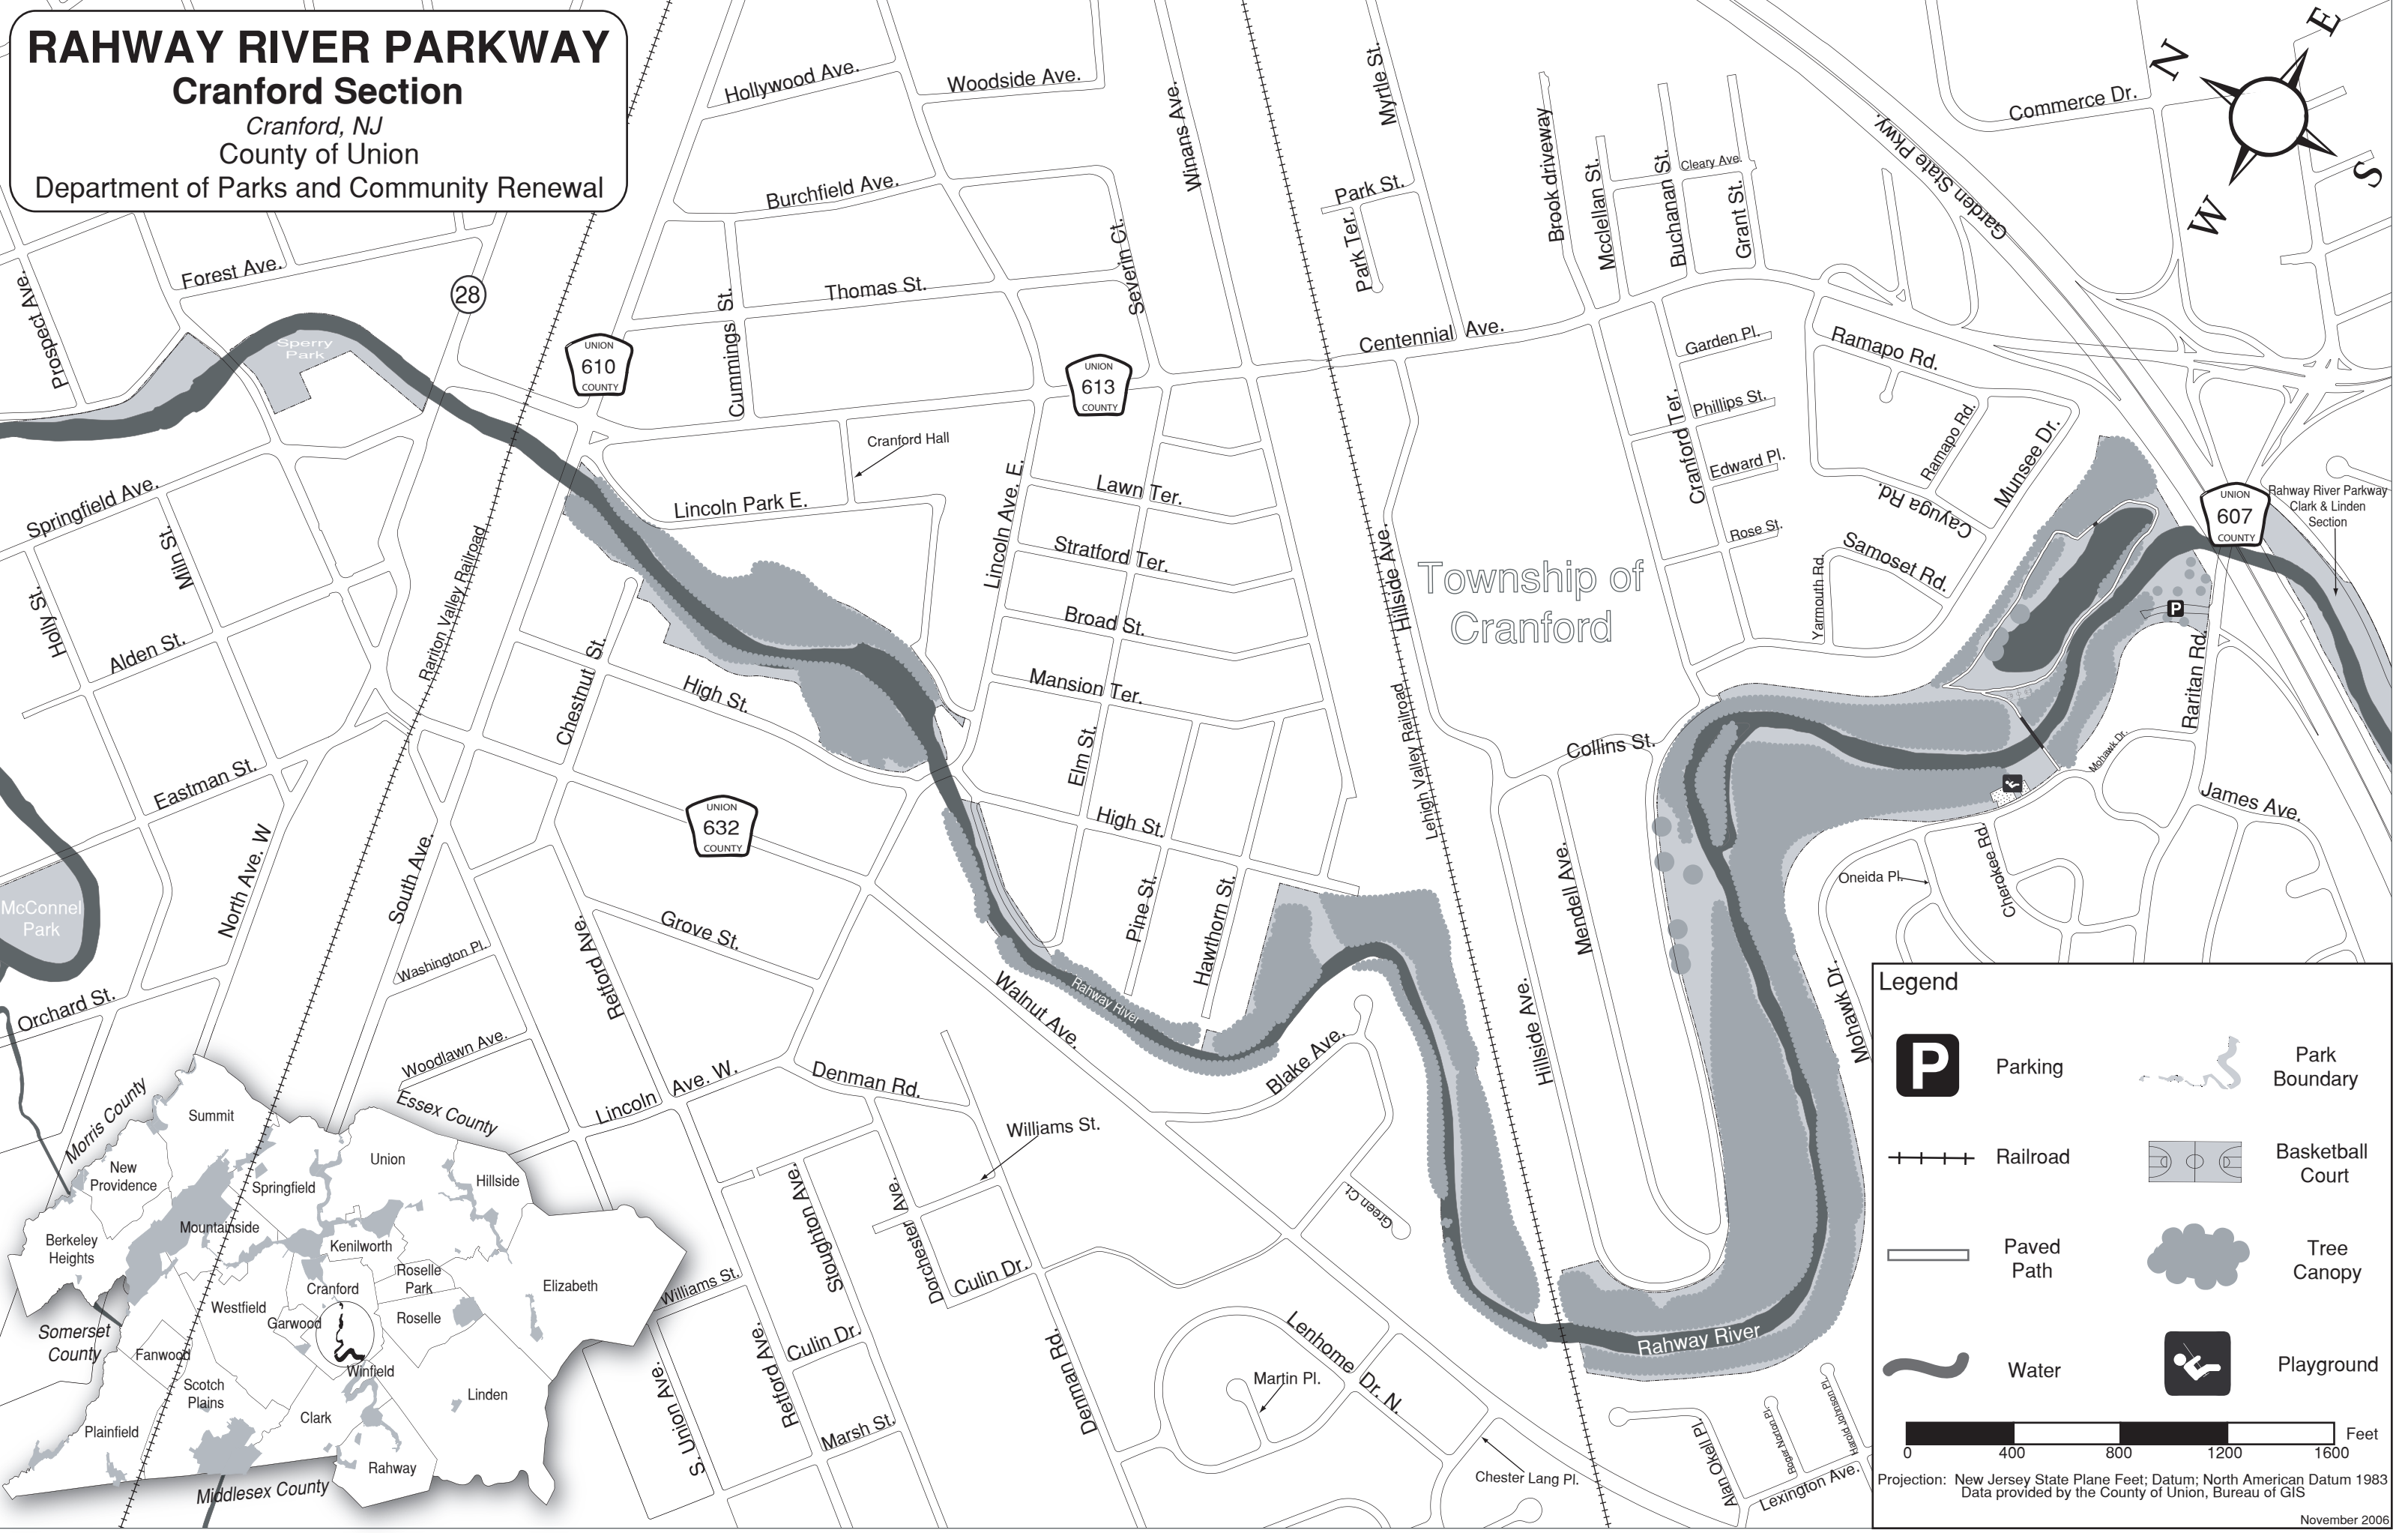 RAHWAY RIVER PARKWAY
Cranford Section
Cranford, NJ
County of Union
Department of Parks and Community Renewal
Hollywood Ave.
Woodside Ave.
Winans Ave.
Myrtle St.
Brook driveway
Mcclellan St.
Buchanan St.
Cleary Ave.
Grant St.
Garden State Pkwy.
Commerce Dr.
N
E
S
W
Burchfield Ave.
Park St.
Park Ter.
Severin Ct.
Forest Ave.
Prospect Ave.
28
Thomas St.
Cummings St.
Centennial Ave.
Garden Pl.
Ramapo Rd.
Sperry
Park
UNION
610
COUNTY
UNION
613
COUNTY
Phillips St.
Cranford Ter.
Edward Pl.
Rose St.
Ramapo Rd.
Munsee Dr.
Cayuga Rd.
Samoset Rd.
Yarmouth Rd.
Cranford Hall
Lincoln Park E.
Lincoln Ave. E.
Lawn Ter.
Stratford Ter.
Broad St.
Mansion Ter.
Hillside Ave.
Township of
Cranford
UNION
607
COUNTY
Rahway River Parkway
Clark & Linden
Section
P
Raritan Rd.
Springfield Ave.
Miln St.
Holly St.
Alden St.
Rariton Valley Railroad
Chestnut St.
High St.
Elm St.
Lehigh Valley Railroad
Collins St.
Mohawk Dr.
James Ave.
Eastman St.
North Ave. W
South Ave.
UNION
632
COUNTY
High St.
Pine St.
Hawthorn St.
Mendell Ave.
Hillside Ave.
Oneida Pl.
Cherokee Rd.
Mohawk Dr.
McConnel
Park
Orchard St.
Washington Pl.
Retford Ave.
Grove St.
Walnut Ave.
Rahway River
Blake Ave.
Woodlawn Ave.
Lincoln Ave. W.
Denman Rd.
Williams St.
Green Ct.
Stoughton Ave.
Dorchester Ave.
Culin Dr.
Williams St.
Culin Dr.
Retford Ave.
S. Union Ave.
Marsh St.
Denman Rd.
Lenhome Dr. N.
Martin Pl.
Chester Lang Pl.
Rahway River
Alan Okell Pl.
Roger Norton Pl.
Harold Johnson Pl.
Lexington Ave.
Morris County
Essex County
Somerset
County
Middlesex County
Summit
New
Providence
Berkeley
Heights
Springfield
Union
Hillside
Mountainside
Kenilworth
Roselle
Park
Elizabeth
Cranford
Westfield
Garwood
Roselle
Fanwood
Winfield
Scotch
Plains
Clark
Linden
Plainfield
Rahway
Legend
P
Parking
Park
Boundary
Railroad
Basketball
Court
Paved
Path
Tree
Canopy
Water
Playground
0 400 800 1200 1600
Feet
Projection: New Jersey State Plane Feet; Datum; North American Datum 1983
Data provided by the County of Union, Bureau of GIS
November 2006